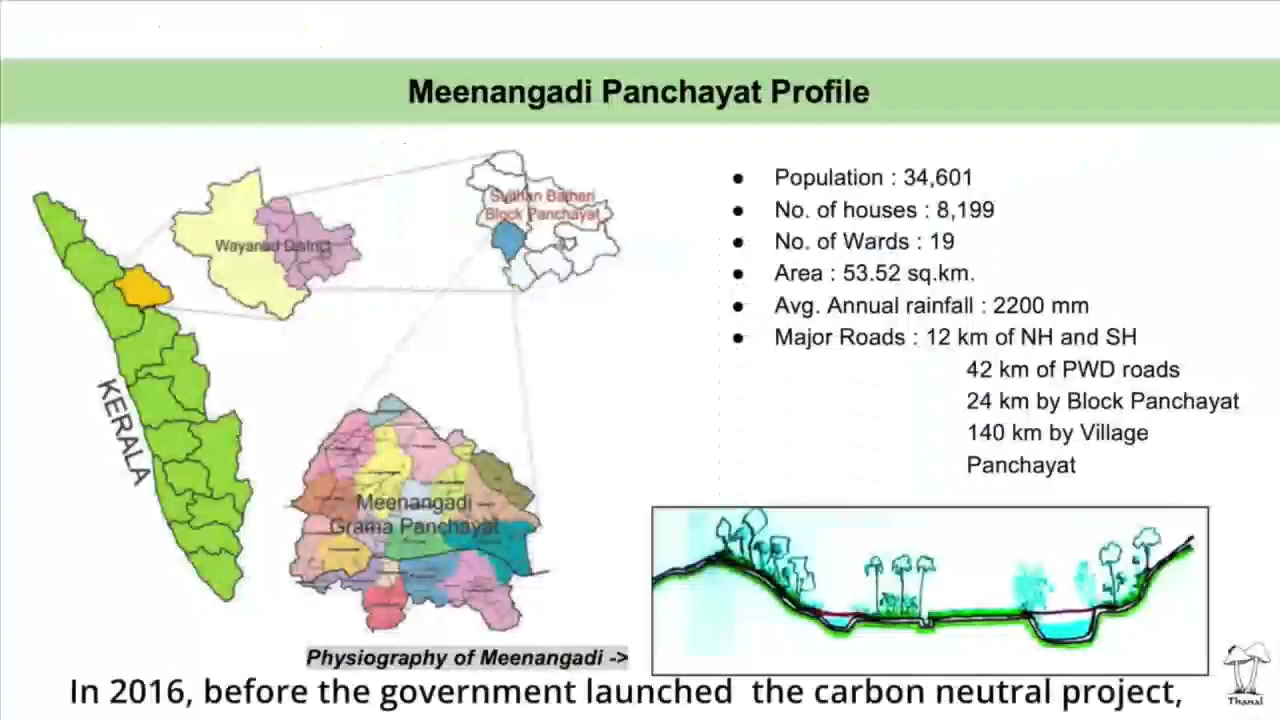 Meenangadi Panchayat Profile
Wayanad District
Block Panchayat
KERALA
Meenangadi
Grama Panchayat
Population : 34,601
No. of houses : 8,199
No. of Wards : 19
Area : 53.52 sq.km.
Avg. Annual rainfall : 2200 mm
Major Roads : 12 km of NH and SH
42 km of PWD roads
24 km by Block Panchayat
140 km by Village
Panchayat
Physiography of Meenangadi ->
Thanal
In 2016, before the government launched the carbon neutral project,